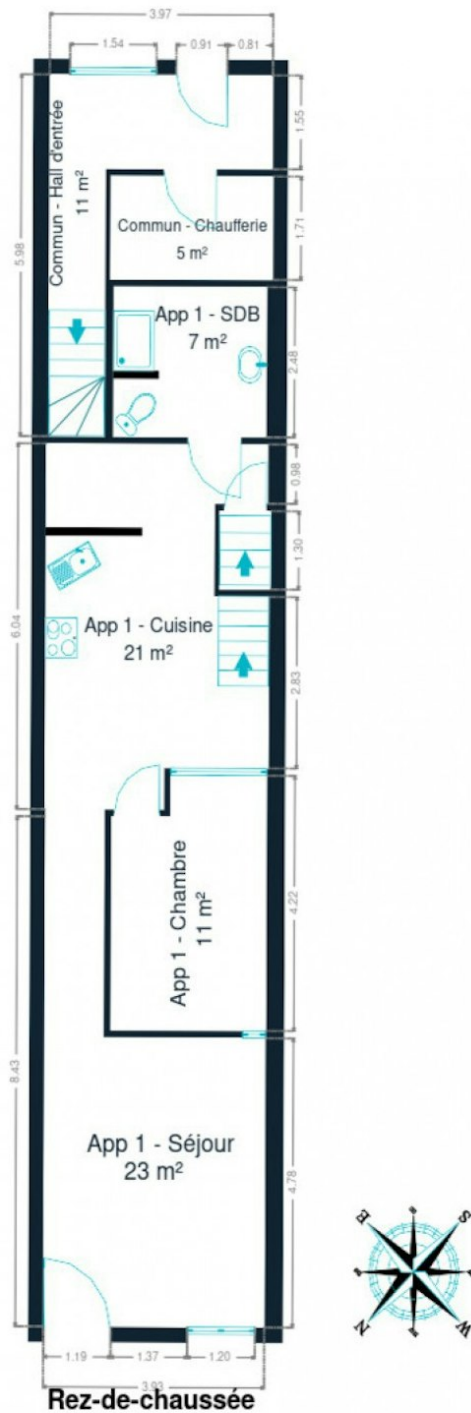 3.97
1.54
0.91
0.81
1.55
Commun - Hall d'entrée
11 m²
5.98
Commun - Chaufferie
5 m²
1.71
App 1 - SDB
7 m²
2.48
0.98
1.30
App 1 - Cuisine
21 m²
6.04
2.83
App 1 - Chambre
11 m²
4.22
8.43
App 1 - Séjour
23 m²
4.78
E
S
N
W
1.19
1.37
1.20
3.93
Rez-de-chaussée